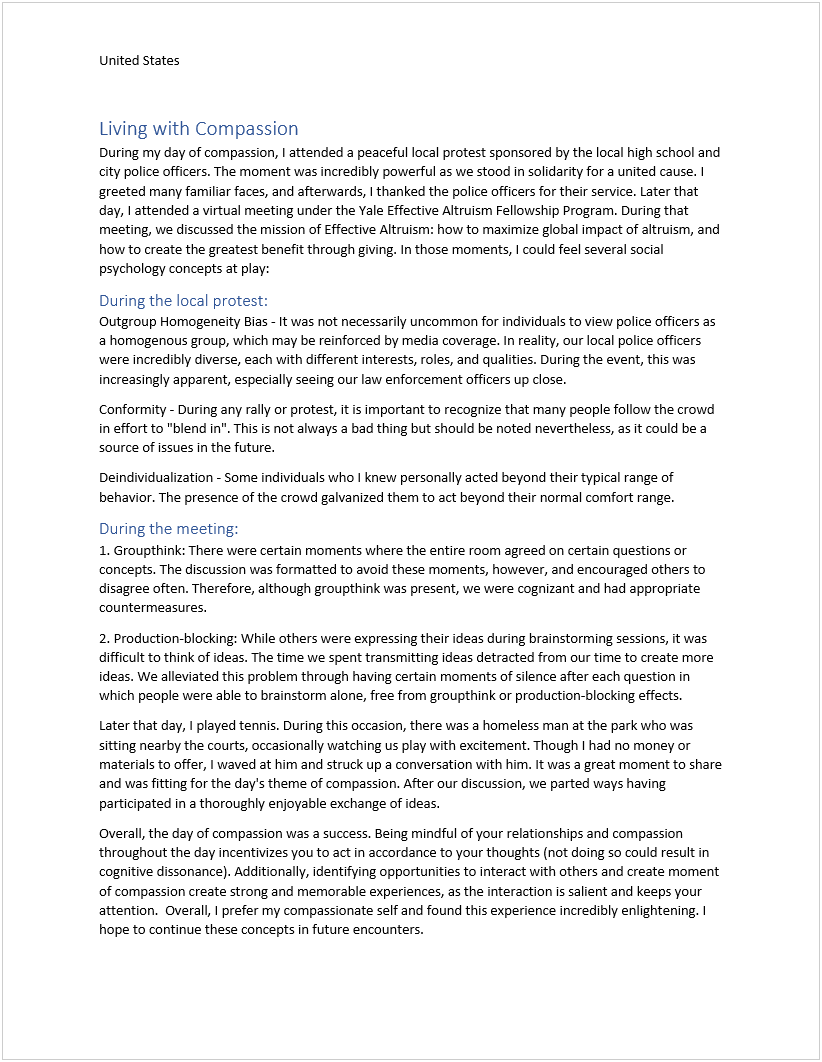 United States
Living with Compassion
During my day of compassion, I attended a peaceful local protest sponsored by the local high school and
city police officers. The moment was incredibly powerful as we stood in solidarity for a united cause. I
greeted many familiar faces, and afterwards, I thanked the police officers for their service. Later that
day, I attended a virtual meeting under the Yale Effective Altruism Fellowship Program. During that
meeting, we discussed the mission of Effective Altruism: how to maximize global impact of altruism, and
how to create the greatest benefit through giving. In those moments, I could feel several social
psychology concepts at play:
During the local protest:
Outgroup Homogeneity Bias - It was not necessarily uncommon for individuals to view police officers as
a homogenous group, which may be reinforced by media coverage. In reality, our local police officers
were incredibly diverse, each with different interests, roles, and qualities. During the event, this was
increasingly apparent, especially seeing our law enforcement officers up close.
Conformity - During any rally or protest, it is important to recognize that many people follow the crowd
in effort to "blend in". This is not always a bad thing but should be noted nevertheless, as it could be a
source of issues in the future.
Deindividualization - Some individuals who I knew personally acted beyond their typical range of
behavior. The presence of the crowd galvanized them to act beyond their normal comfort range.
During the meeting:
1. Groupthink: There were certain moments where the entire room agreed on certain questions or
concepts. The discussion was formatted to avoid these moments, however, and encouraged others to
disagree often. Therefore, although groupthink was present, we were cognizant and had appropriate
countermeasures.
2. Production-blocking: While others were expressing their ideas during brainstorming sessions, it was
difficult to think of ideas. The time we spent transmitting ideas detracted from our time to create more
ideas. We alleviated this problem through having certain moments of silence after each question in
which people were able to brainstorm alone, free from groupthink or production-blocking effects.
Later that day, I played tennis. During this occasion, there was a homeless man at the park who was
sitting nearby the courts, occasionally watching us play with excitement. Though I had no money or
materials to offer, I waved at him and struck up a conversation with him. It was a great moment to share
and was fitting for the day's theme of compassion. After our discussion, we parted ways having
participated in a thoroughly enjoyable exchange of ideas.
Overall, the day of compassion was a success. Being mindful of your relationships and compassion
throughout the day incentivizes you to act in accordance to your thoughts (not doing so could result in
cognitive dissonance). Additionally, identifying opportunities to interact with others and create moment
of compassion create strong and memorable experiences, as the interaction is salient and keeps your
attention.  Overall, I prefer my compassionate self and found this experience incredibly enlightening. I
hope to continue these concepts in future encounters.